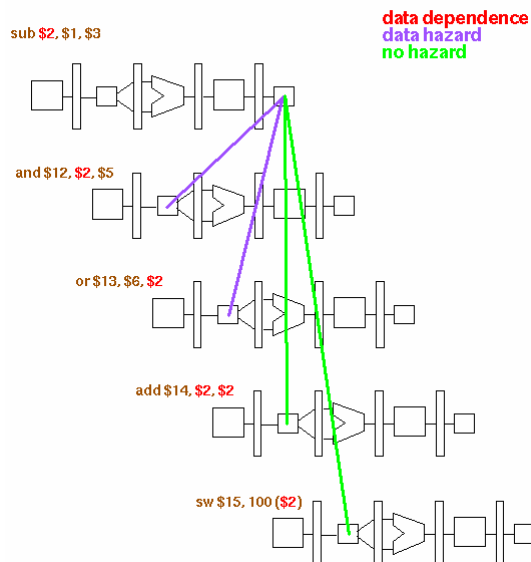 data dependence
data hazard
no hazard
sub $2, $1, $3
and $12, $2, $5
or $13, $6, $2
add $14, $2, $2
sw $15, 100 ($2)